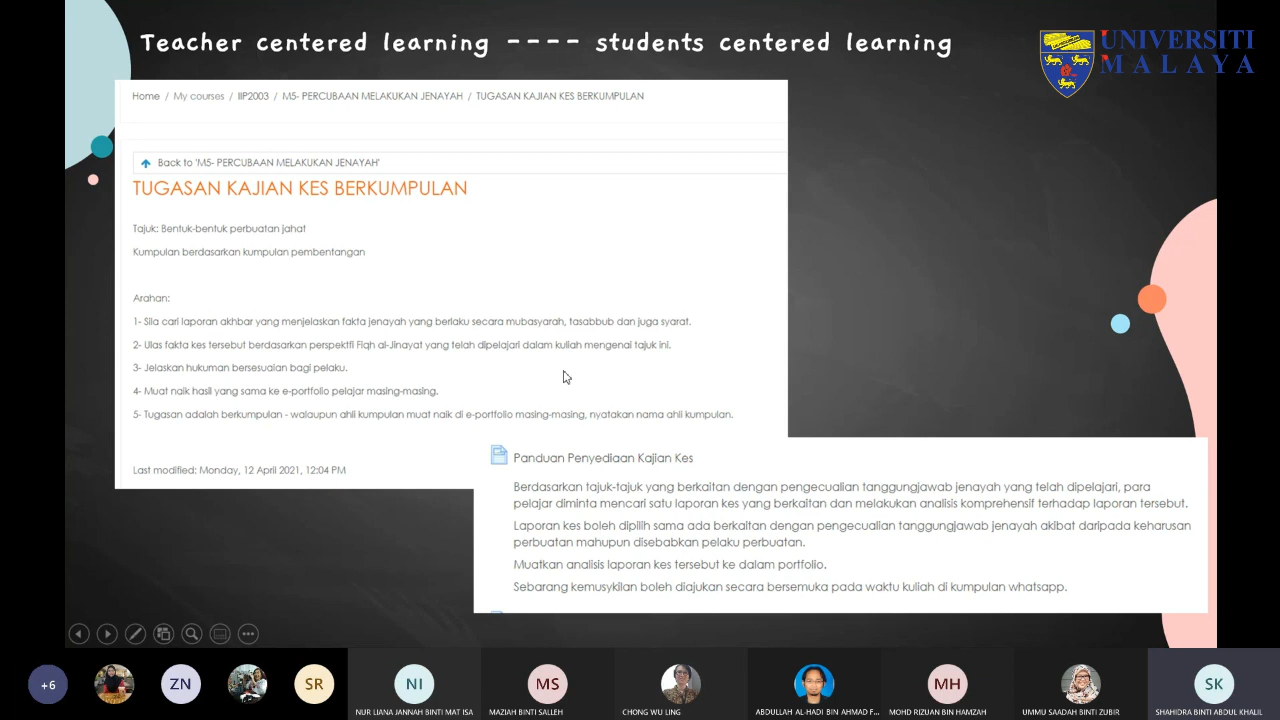 Teacher centered learning ---- students centered learning
UNIVERSITI
MALAYA
Home / My courses / IIP2003 / M5- PERCUBAAN MELAKUKAN JENAYAH / TUGASAN KAJIAN KES BERKUMPULAN
Back to 'M5- PERCUBAAN MELAKUKAN JENAYAH'
TUGASAN KAJIAN KES BERKUMPULAN
Tajuk: Bentuk-bentuk perbuatan jahat
Kumpulan berdasarkan kumpulan pembentangan
Arahan:
1- Sila cari laporan akhbar yang menjelaskan fakta jenayah yang berlaku secara mubasyarah, tasabbub dan juga syarat.
2- Ulas fakta kes tersebut berdasarkan perspektfi Fiqh al-Jinayat yang telah dipelajari dalam kuliah mengenai tajuk ini.
3- Jelaskan hukuman bersesuaian bagi pelaku.
4- Muat naik hasil yang sama ke e-portfolio pelajar masing-masing.
5- Tugasan adalah berkumpulan - walaupun ahli kumpulan muat naik di e-portfolio masing-masing, nyatakan nama ahli kumpulan.
Last modified: Monday, 12 April 2021, 12:04 PM
Panduan Penyediaan Kajian Kes
Berdasarkan tajuk-tajuk yang berkaitan dengan pengecualian tanggungjawab jenayah yang telah dipelajari, para
pelajar diminta mencari satu laporan kes yang berkaitan dan melakukan analisis komprehensif terhadap laporan tersebut.
Laporan kes boleh dipilih sama ada berkaitan dengan pengecualian tanggungjawab jenayah akibat daripada keharusan
perbuatan mahupun disebabkan pelaku perbuatan.
Muatkan analisis laporan kes tersebut ke dalam portfolio.
Sebarang kemusykilan boleh diajukan secara bersemuka pada waktu kuliah di kumpulan whatsapp.
+6
ZN
SR
NI
MS
MH
SK
NUR LIANA JANNAH BINTI MAT ISA
MAZIAH BINTI SALLEH
CHONG WU LING
ABDULLAH AL-HADI BIN AHMAD F...
MOHD RIZUAN BIN HAMZAH
UMMU SAADAH BINTI ZUBIR
SHAHIDRA BINTI ABDUL KHALIL